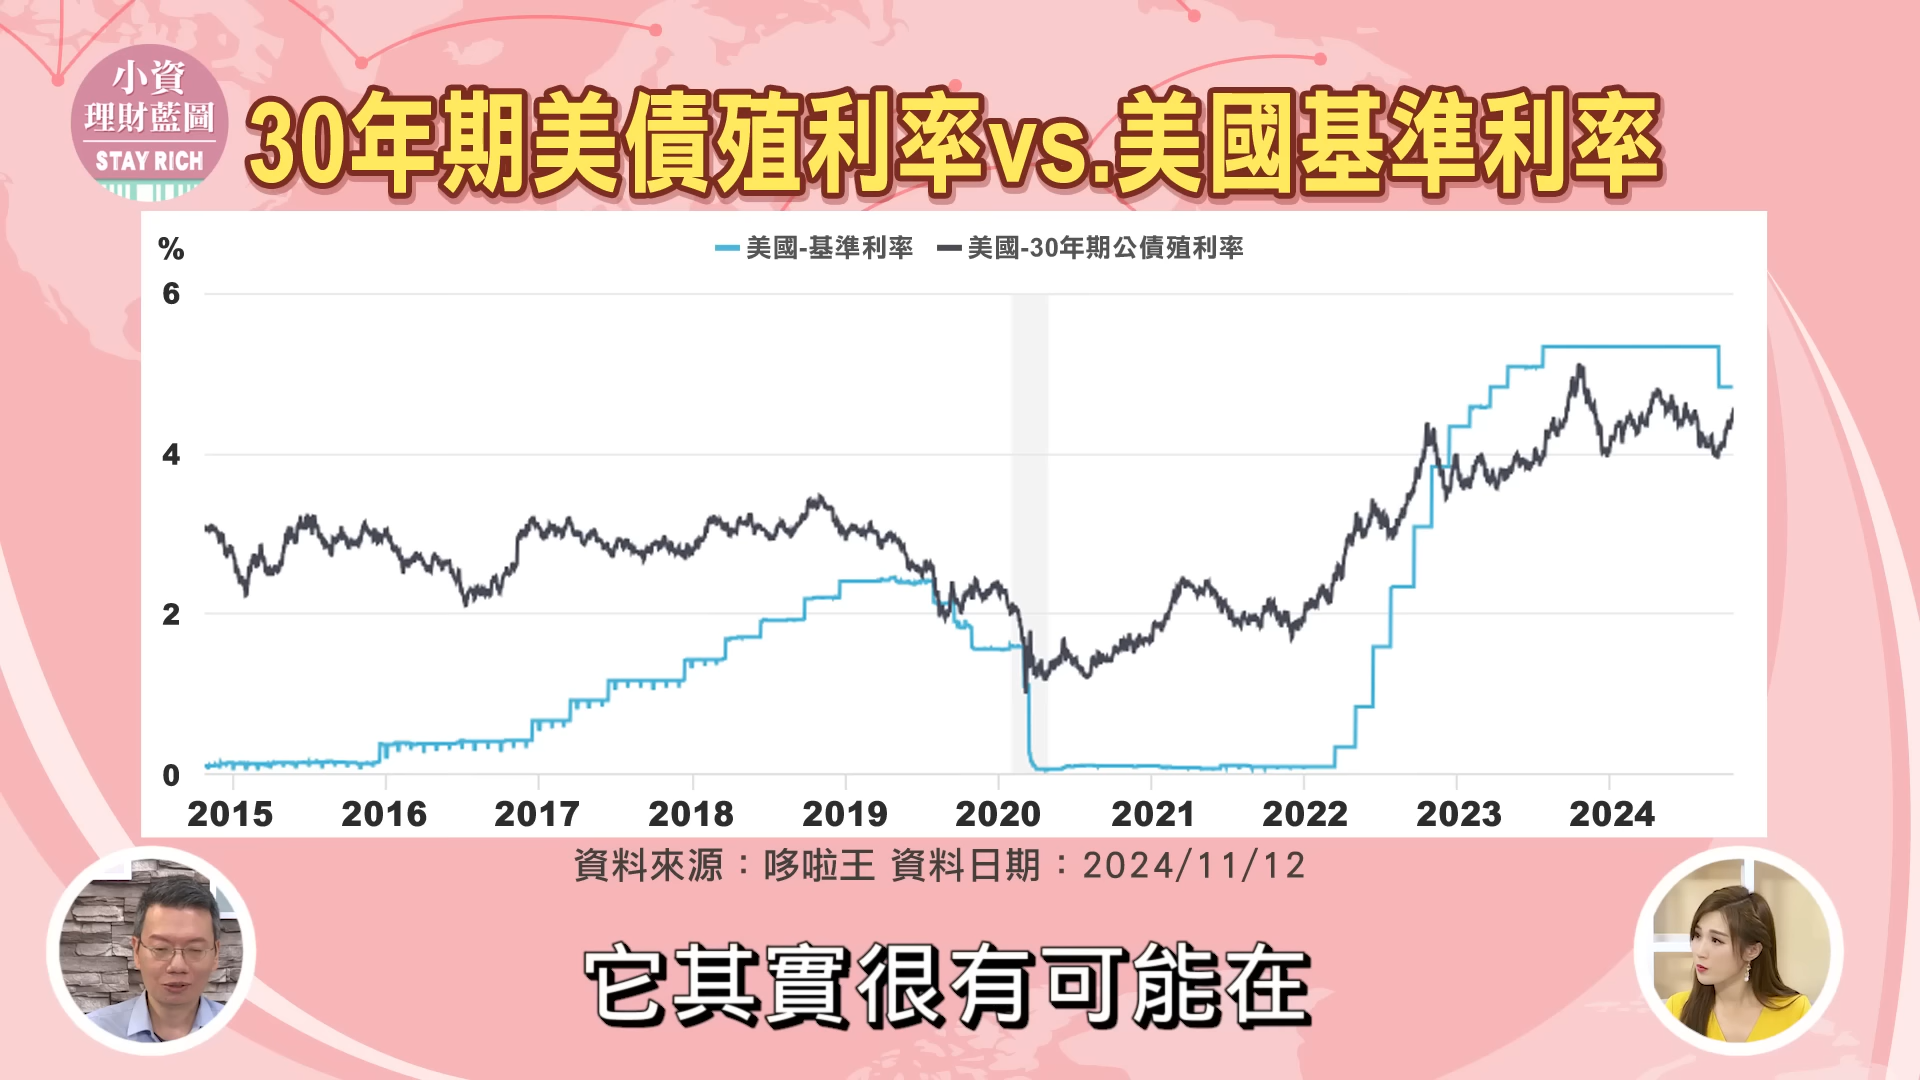 小資
理財藍圖
STAY RICH
30年期美債殖利率vs.美國基準利率
%
美國-基準利率 美國-30年期公債殖利率
6
4
2
0
2015 2016 2017 2018 2019 2020 2021 2022 2023 2024
資料來源：哆啦王 資料日期：2024/11/12
它其實很有可能在